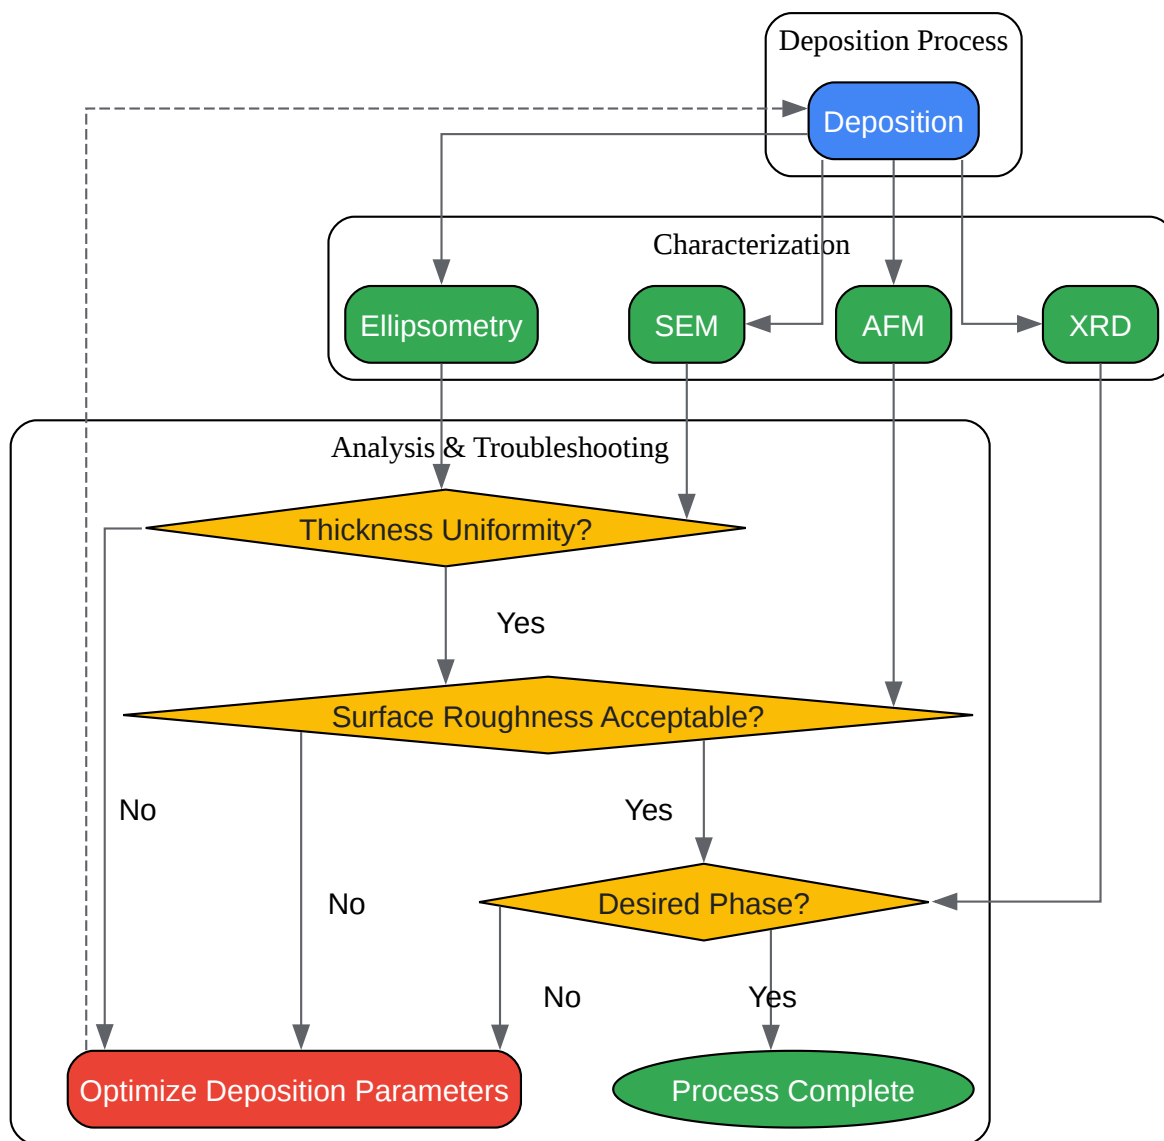 Deposition Process
Deposition
Characterization
Ellipsometry
SEM
AFM
XRD
Analysis & Troubleshooting
Thickness Uniformity?
Yes
Surface Roughness Acceptable?
No
Yes
No
Desired Phase?
No
Yes
Optimize Deposition Parameters
Process Complete